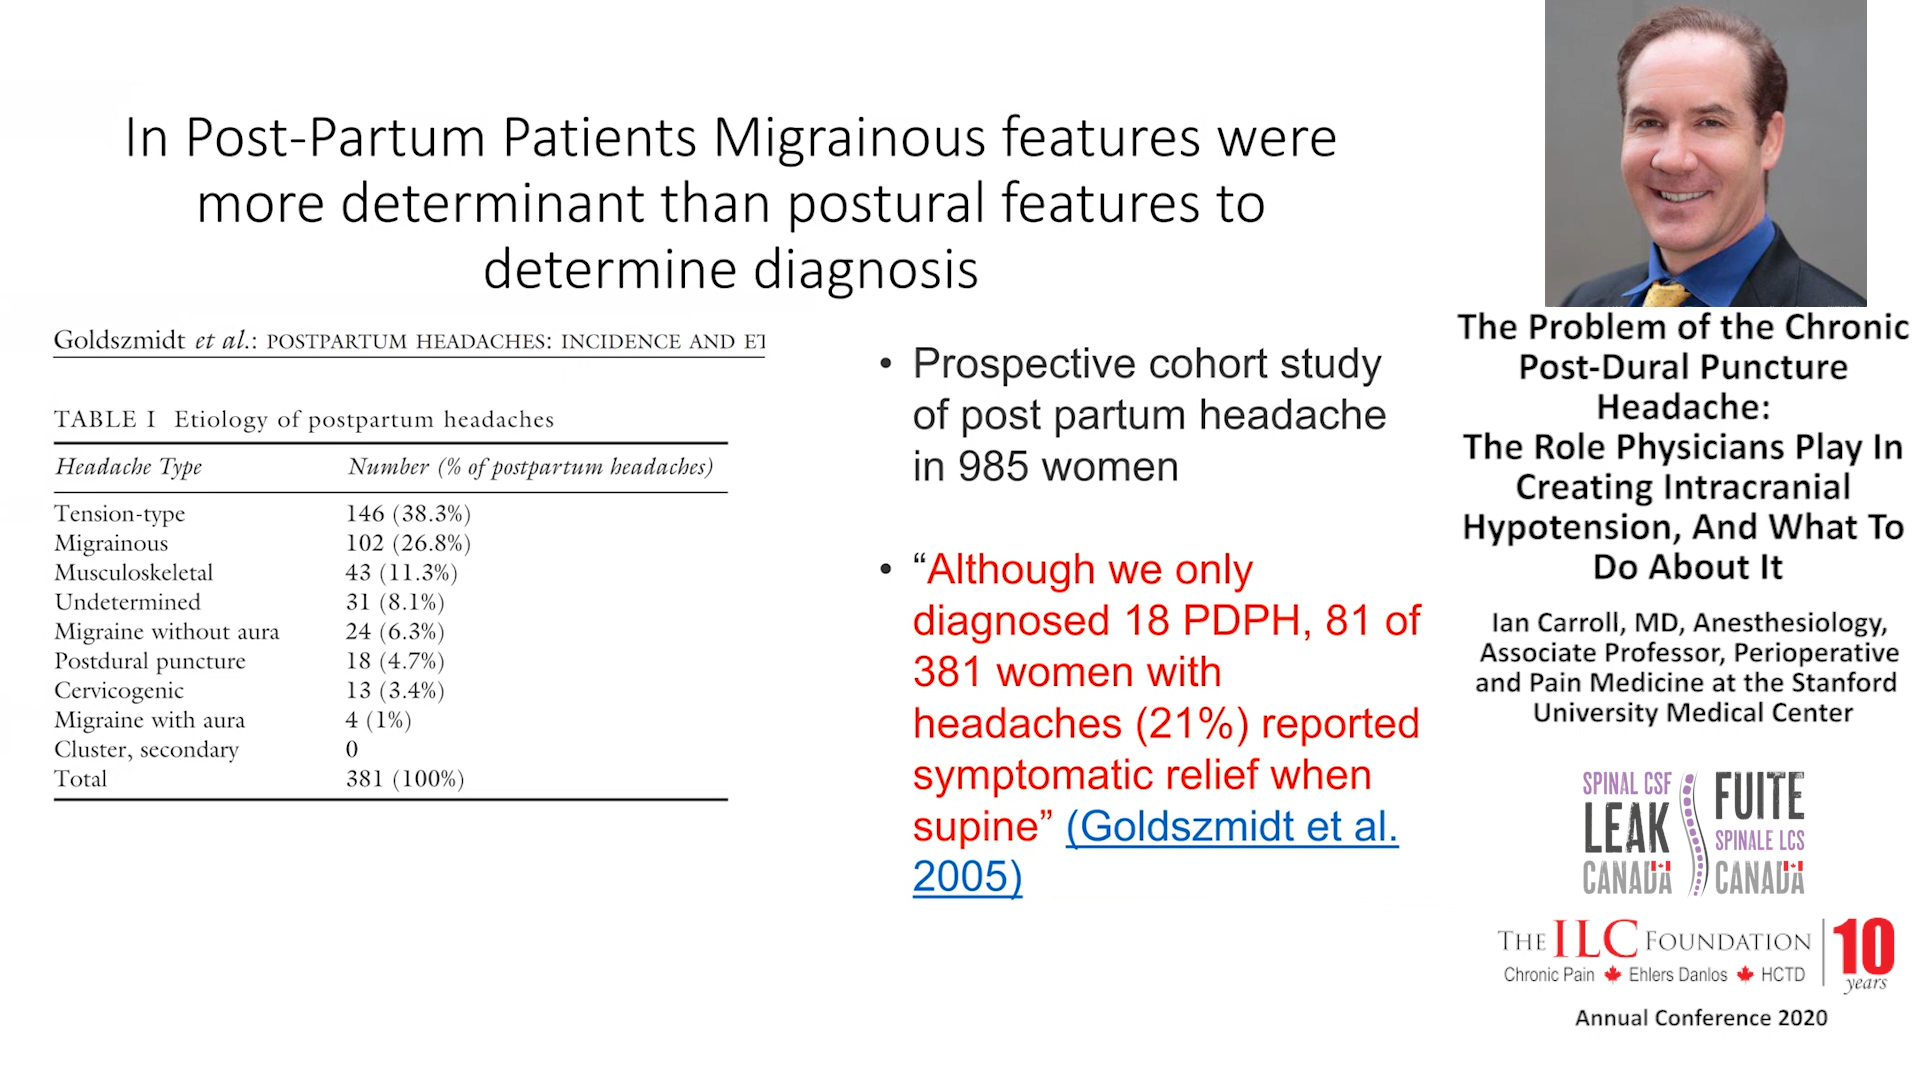 In Post-Partum Patients Migrainous features were
more determinant than postural features to
determine diagnosis
Goldszmidt et al.: POSTPARTUM HEADACHES: INCIDENCE AND ET
TABLE I Etiology of postpartum headaches
Headache Type Number (% of postpartum headaches)
Tension-type 146 (38.3%)
Migrainous 102 (26.8%)
Musculoskeletal 43 (11.3%)
Undetermined 31 (8.1%)
Migraine without aura 24 (6.3%)
Postdural puncture 18 (4.7%)
Cervicogenic 13 (3.4%)
Migraine with aura 4 (1%)
Cluster, secondary 0
Total 381 (100%)
• Prospective cohort study
of post partum headache
in 985 women
• “Although we only
diagnosed 18 PDPH, 81 of
381 women with
headaches (21%) reported
symptomatic relief when
supine” (Goldszmidt et al.
2005)
The Problem of the Chronic
Post-Dural Puncture
Headache:
The Role Physicians Play In
Creating Intracranial
Hypotension, And What To
Do About It
Ian Carroll, MD, Anesthesiology,
Associate Professor, Perioperative
and Pain Medicine at the Stanford
University Medical Center
SPINAL CSF
LEAK
CANADA
FUITE
SPINALE LCS
CANADA
THE ILC FOUNDATION
Chronic Pain Ehlers Danlos HCTD
10
years
Annual Conference 2020